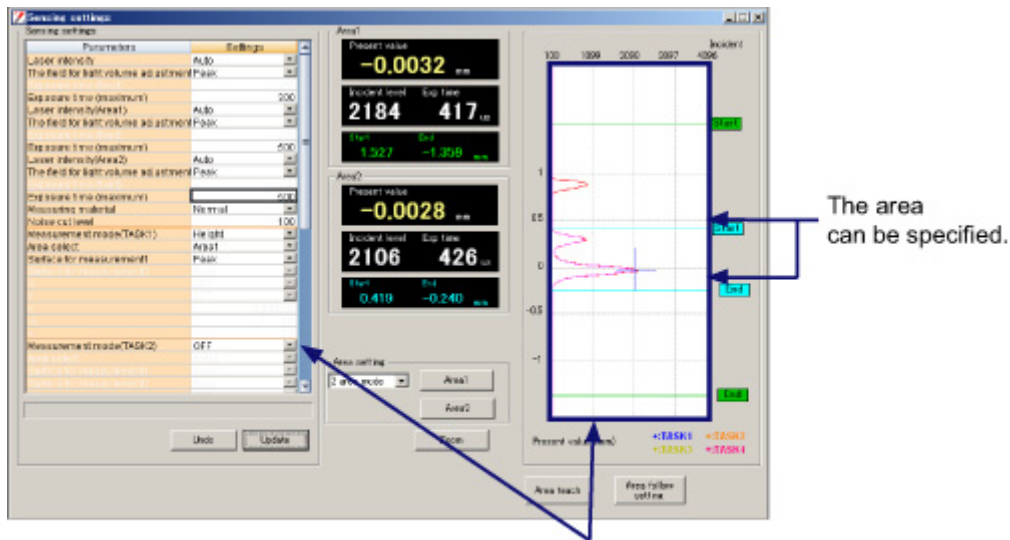 Sensing settings
Sensing settings
Parameters Settings
Laser intensity Auto
The field for light volume adjustment Peak
Exposure time (maximum) 200
Laser intensity(Area1) Auto
The field for light volume adjustment Peak
Exposure time (maximum) 500
Laser intensity(Area2) Auto
The field for light volume adjustment Peak
Exposure time (maximum) 500
Measuring material Normal
Noise cut level 100
Measurement mode(TASK1) Height
Area select Area1
Surface for measurement1 Peak
Measurement mode(TASK2) OFF
Undo Update
Area1
Present value
-0.0032 mm
Incident level Exp time
2184 417 us
Start End
1.527 -1.359 mm
Area2
Present value
-0.0028 mm
Incident level Exp time
2106 426 us
Start End
0.419 -0.240 mm
Area setting
2 area mode Area1
Area2
Zoom
Incident
100 1099 2098 3097 4096
Start
1
0.5
Start
0
End
-0.5
-1
End
Present value(mm)
+:TASK1 +:TASK2
+:TASK3 +:TASK4
Area teach Area follow
setting
The area
can be specified.